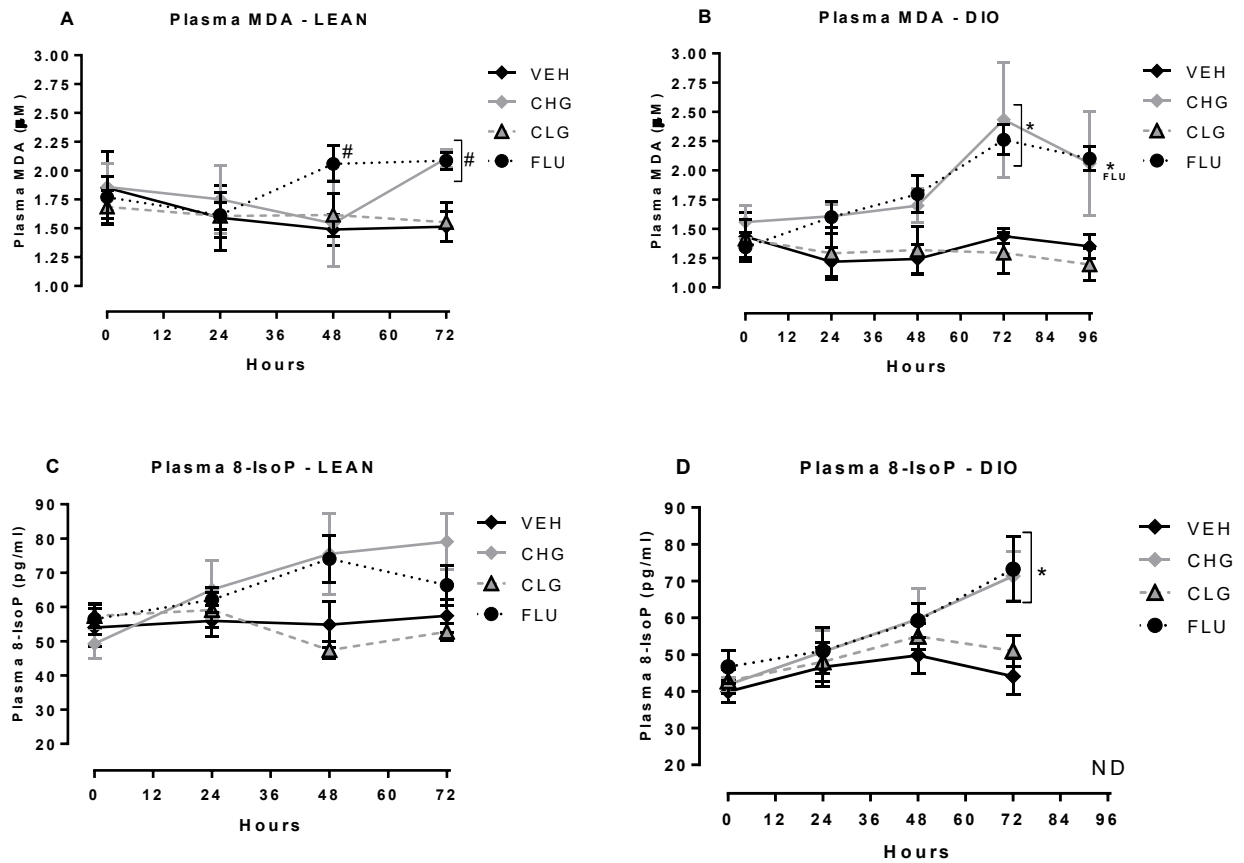 A Plasma MDA - LEAN
Plasma MDA (µM)
3.00
2.75
2.50
2.25
2.00
1.75
1.50
1.25
1.00
#
#
VEH
CHG
CLG
FLU
0 12 24 36 48 60 72
Hours
B Plasma MDA - DIO
Plasma MDA (µM)
3.00
2.75
2.50
2.25
2.00
1.75
1.50
1.25
1.00
*
*
FLU
VEH
CHG
CLG
FLU
0 12 24 36 48 60 72 84 96
Hours
C Plasma 8-IsoP - LEAN
Plasma 8-IsoP (pg/ml)
90
80
70
60
50
40
30
20
VEH
CHG
CLG
FLU
0 12 24 36 48 60 72
Hours
D Plasma 8-IsoP - DIO
Plasma 8-IsoP (pg/ml)
90
80
70
60
50
40
30
20
*
ND
VEH
CHG
CLG
FLU
0 12 24 36 48 60 72 84 96
Hours